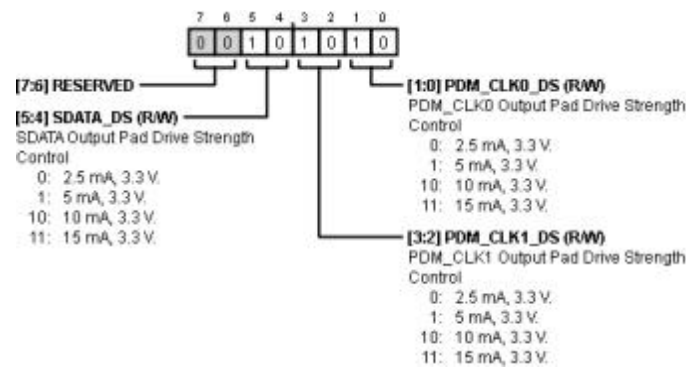 7 6 5 4 3 2 1 0
0 0 1 0 1 0 1 0
[7:6] RESERVED
[5:4] SDATA_DS (R/W)
SDATA Output Pad Drive Strength
Control
0: 2.5 mA, 3.3 V.
1: 5 mA, 3.3 V.
10: 10 mA, 3.3 V.
11: 15 mA, 3.3 V.
[1:0] PDM_CLK0_DS (R/W)
PDM_CLK0 Output Pad Drive Strength
Control
0: 2.5 mA, 3.3 V.
1: 5 mA, 3.3 V.
10: 10 mA, 3.3 V.
11: 15 mA, 3.3 V.
[3:2] PDM_CLK1_DS (R/W)
PDM_CLK1 Output Pad Drive Strength
Control
0: 2.5 mA, 3.3 V.
1: 5 mA, 3.3 V.
10: 10 mA, 3.3 V.
11: 15 mA, 3.3 V.